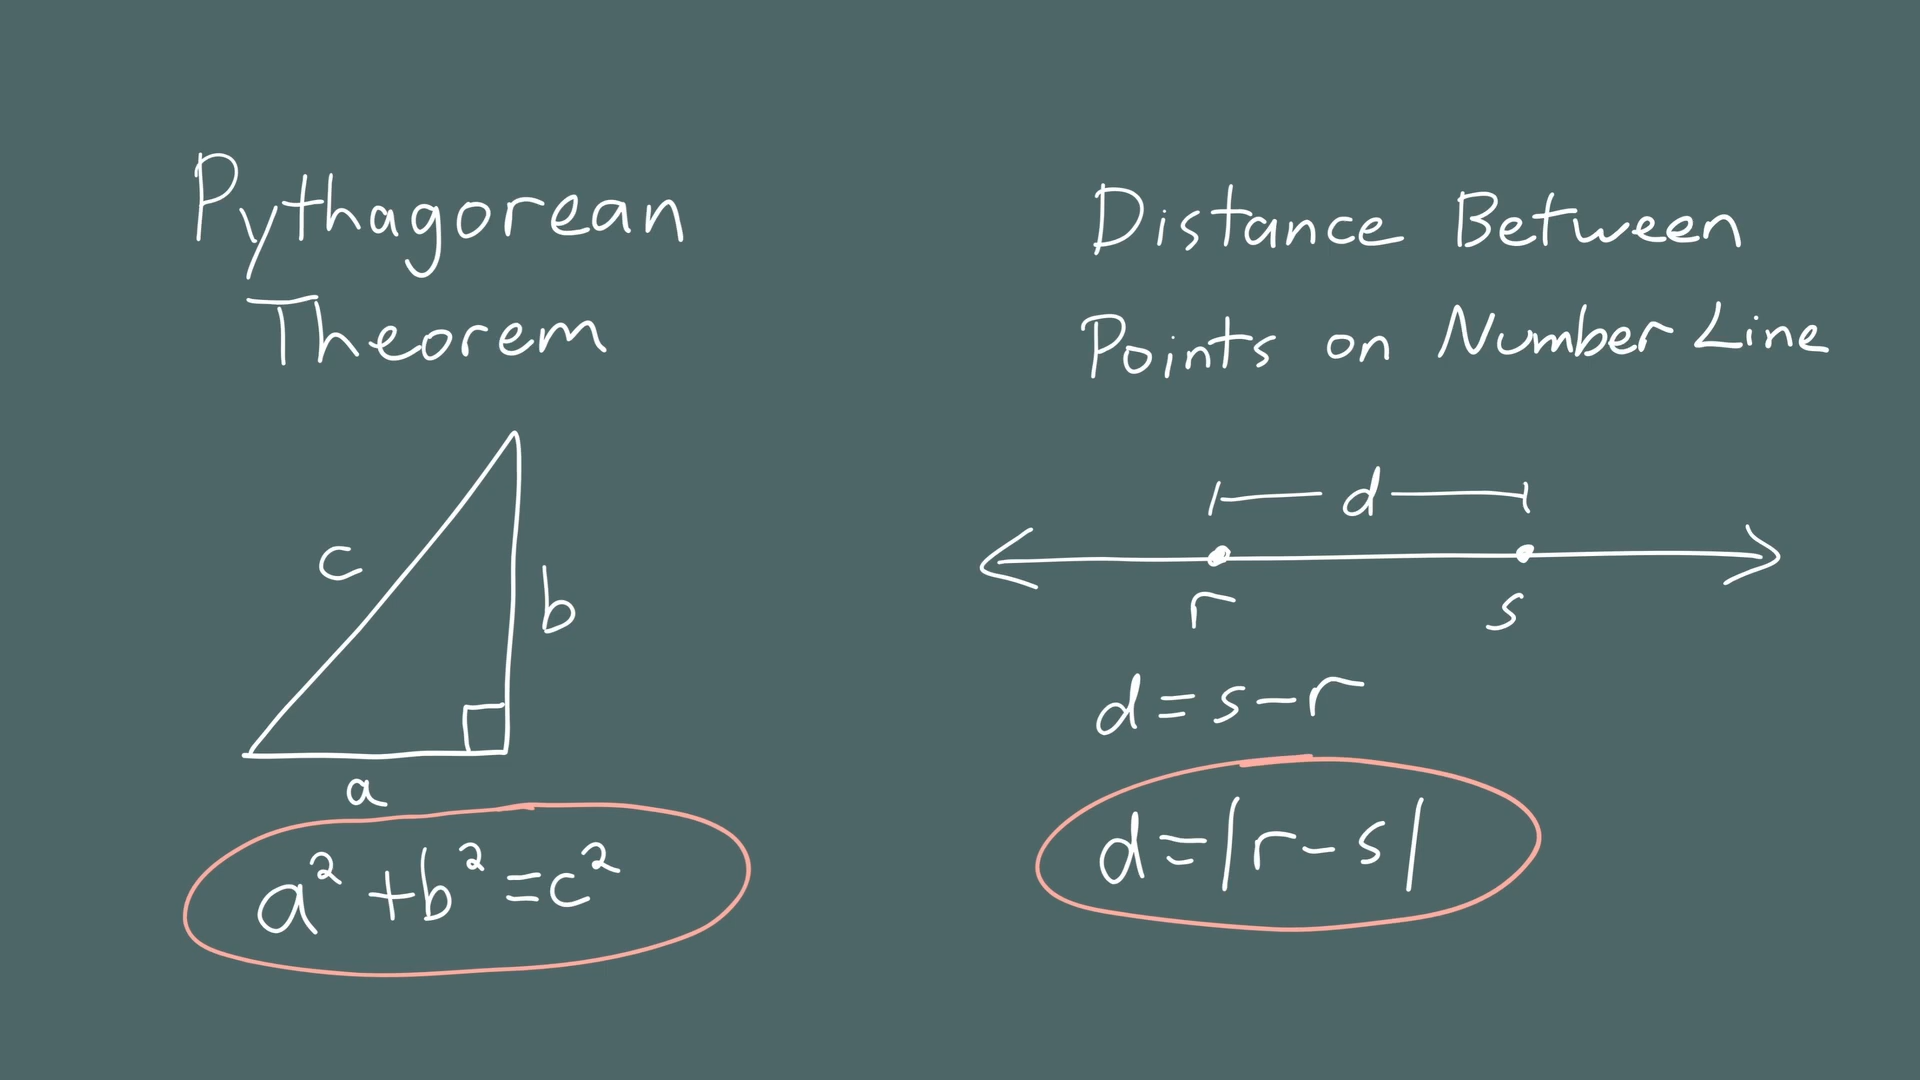 Pythagorean
Theorem
c
b
a
a² + b² = c²
Distance Between
Points on Number Line
d
r s
d = s - r
d = |r - s|